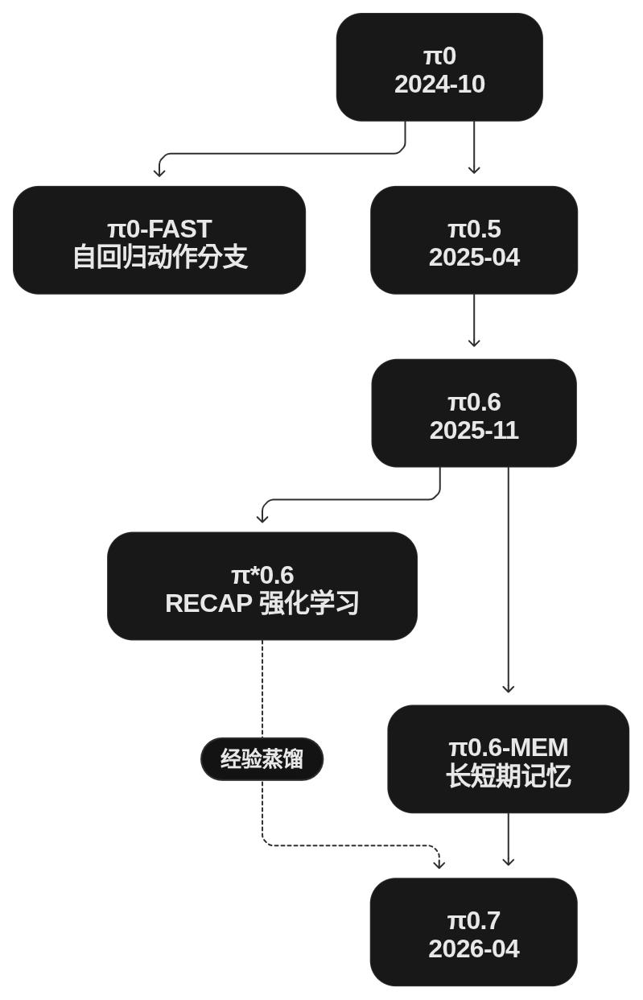 π0
2024-10
π0-FAST
自回归动作分支
π0.5
2025-04
π0.6
2025-11
π*0.6
RECAP 强化学习
经验蒸馏
π0.6-MEM
长短期记忆
π0.7
2026-04